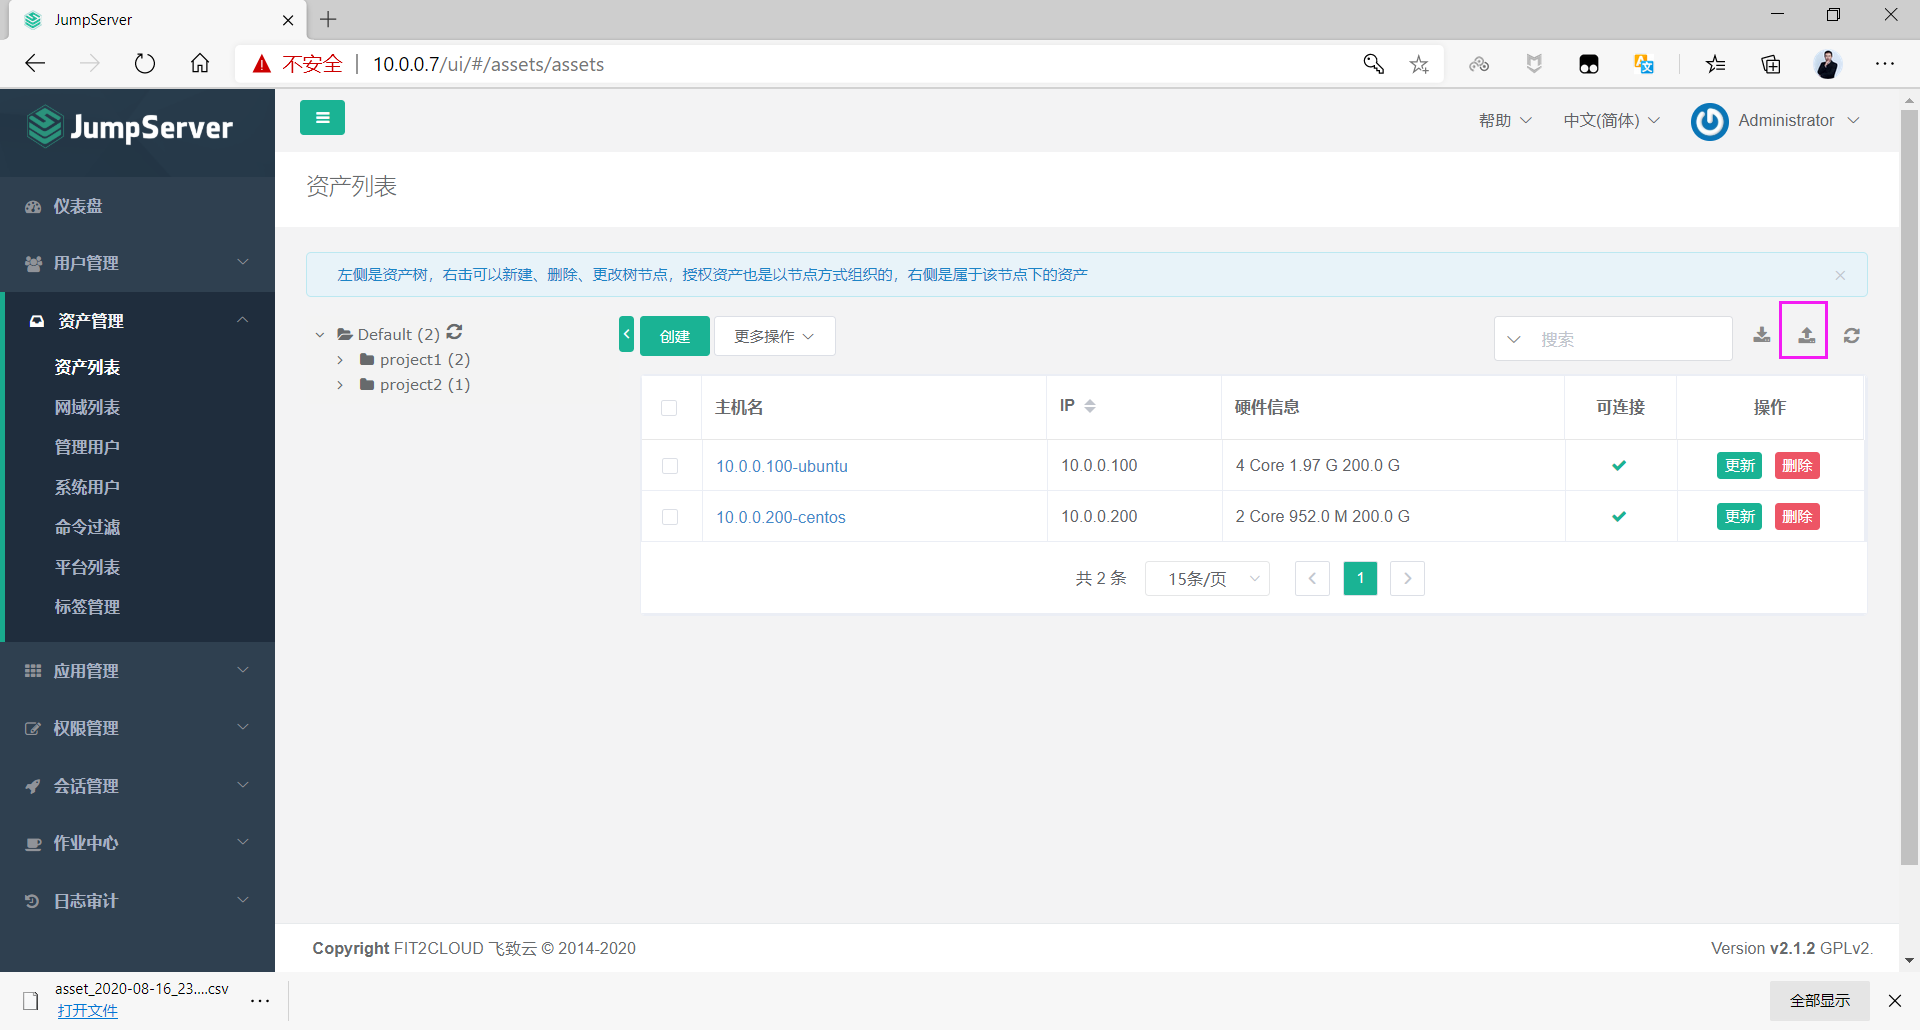 JumpServer
不安全 10.0.0.7/ui/#/assets/assets
JumpServer
帮助 中文(简体) Administrator
资产列表
仪表盘
用户管理
资产管理
资产列表
网域列表
管理用户
系统用户
命令过滤
平台列表
标签管理
应用管理
权限管理
会话管理
作业中心
日志审计
左侧是资产树，右击可以新建、删除、更改树节点，授权资产也是以节点方式组织的，右侧是属于该节点下的资产
Default (2)
project1 (2)
project2 (1)
创建 更多操作 搜索
主机名 IP 硬件信息 可连接 操作
10.0.0.100-ubuntu 10.0.0.100 4 Core 1.97 G 200.0 G 更新 删除
10.0.0.200-centos 10.0.0.200 2 Core 952.0 M 200.0 G 更新 删除
共 2 条 15条/页 1
Copyright FIT2CLOUD 飞致云 © 2014-2020 Version v2.1.2 GPLv2.
asset_2020-08-16_23....csv
打开文件
全部显示